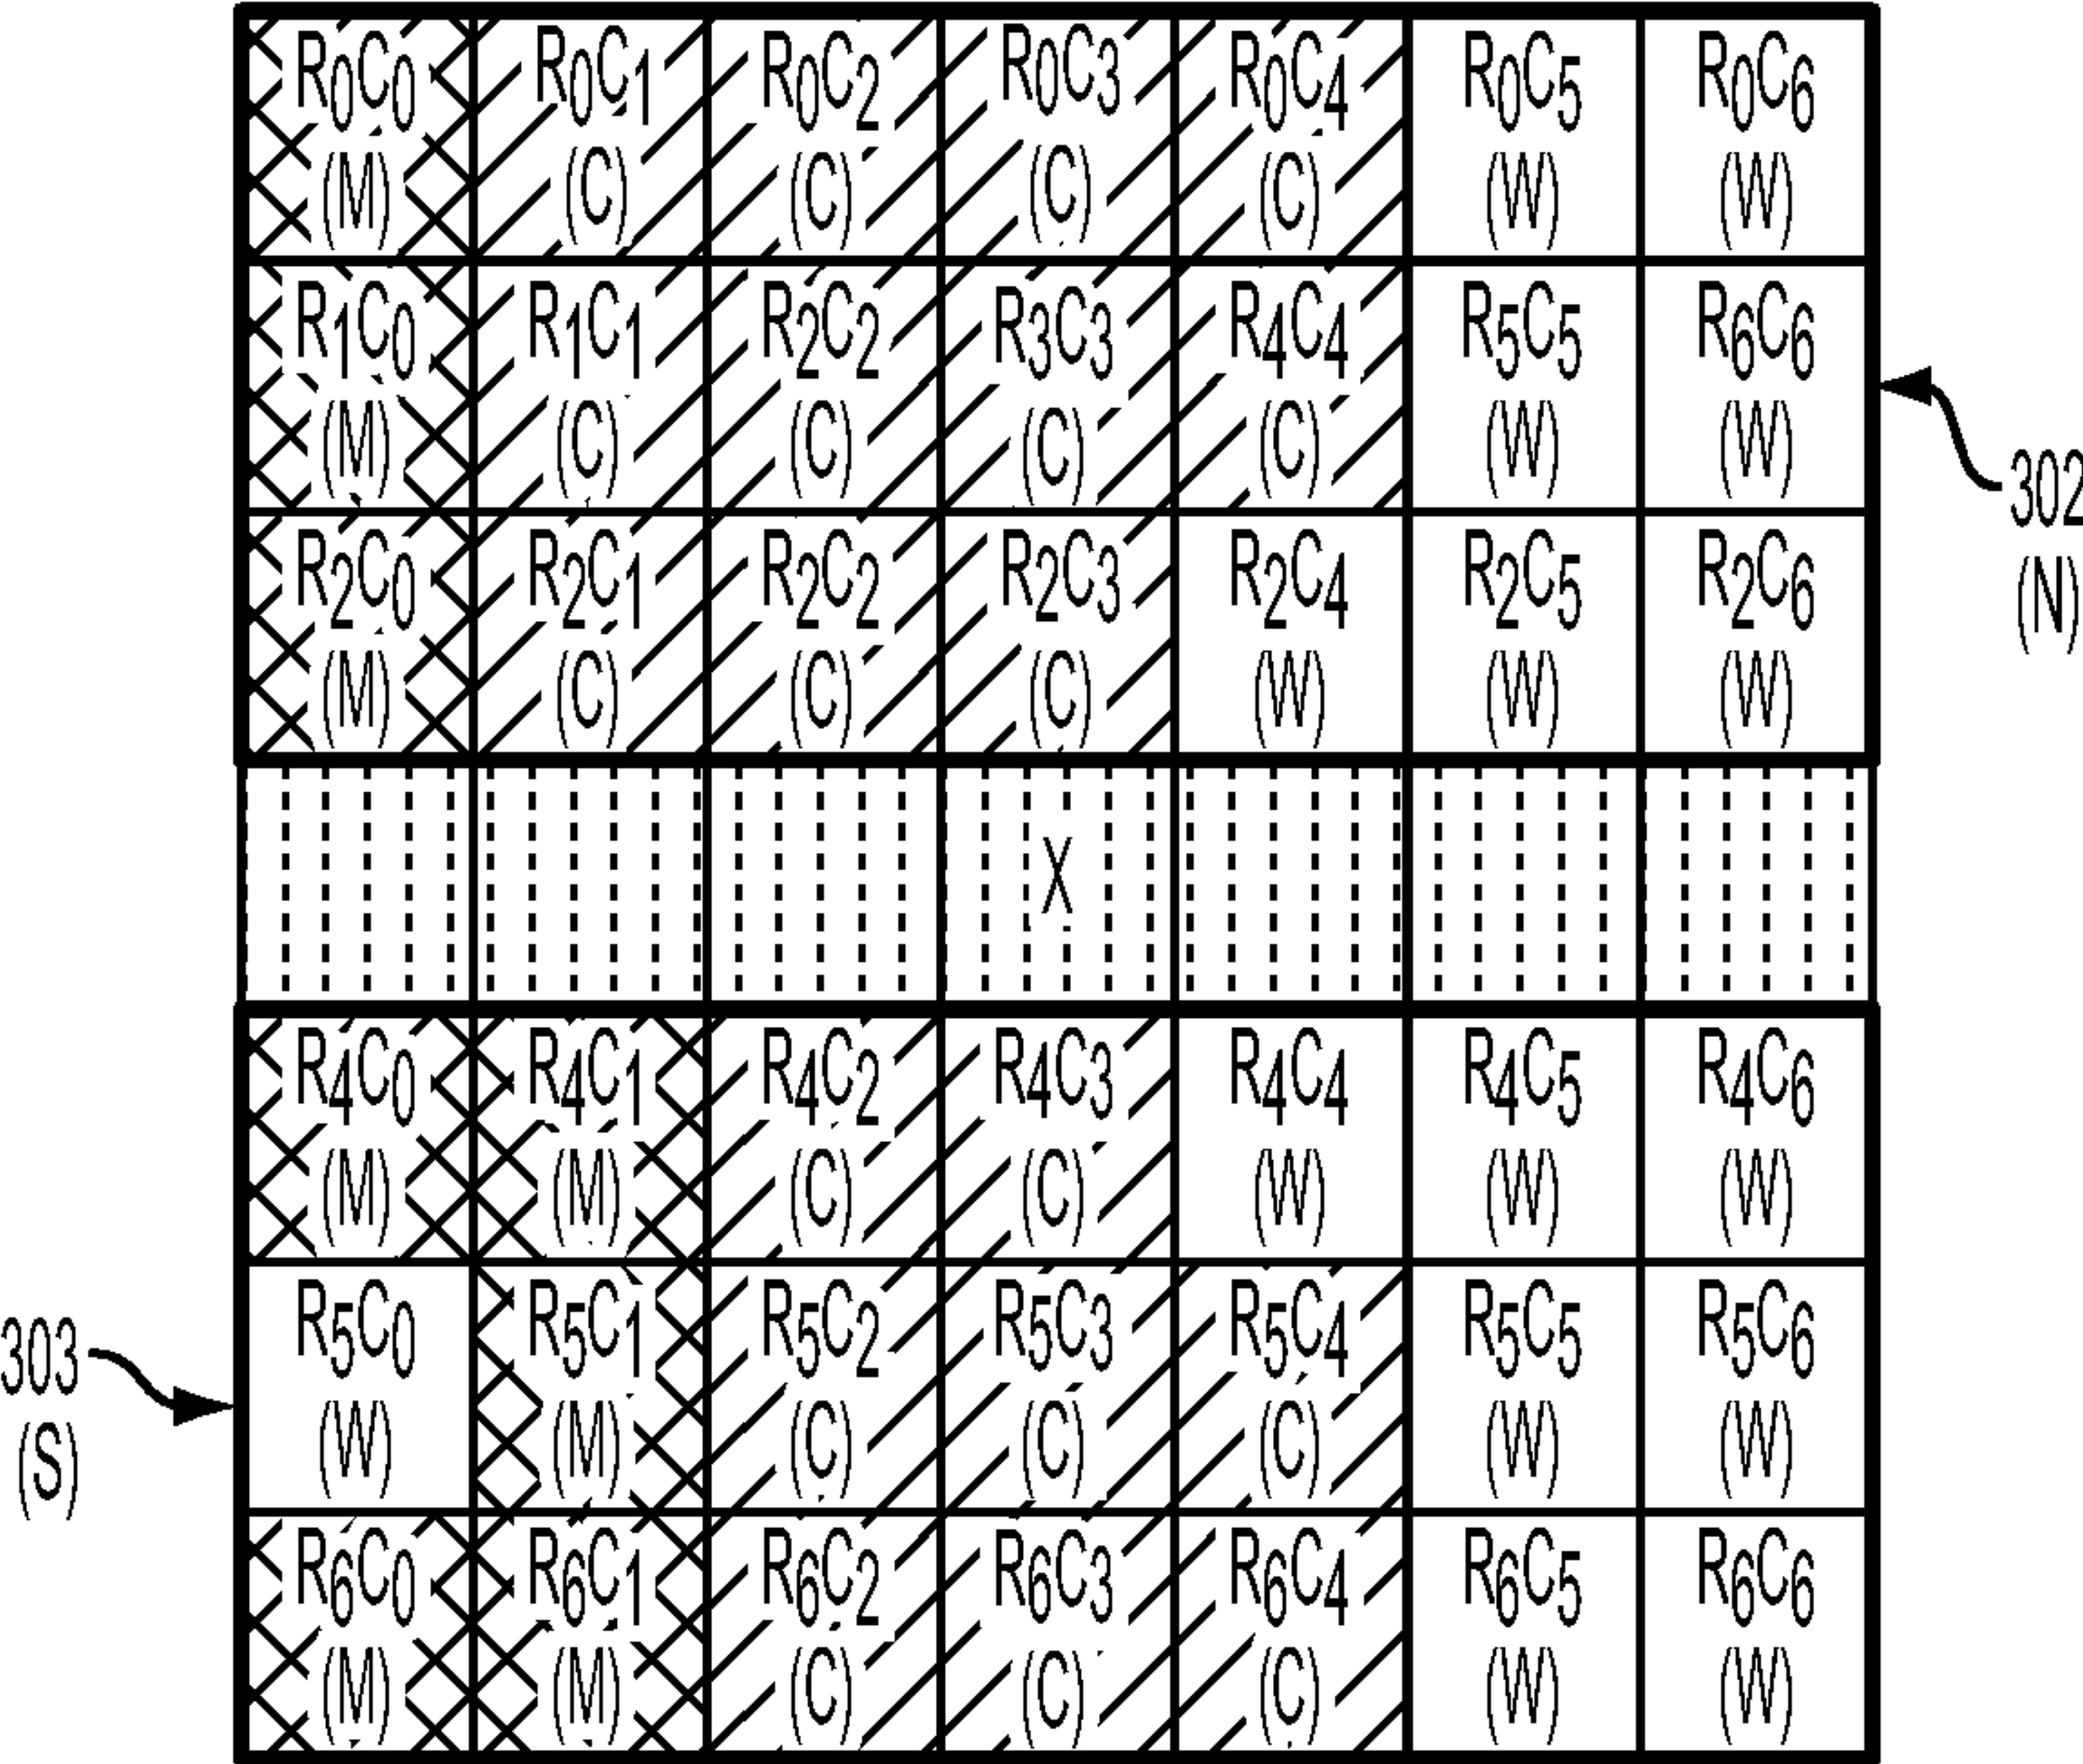 R0C0 R0C1 R0C2 R0C3 R0C4 R0C5 R0C6
(M) (C) (C) (C) (C) (W) (W)
R1C0 R1C1 R2C2 R3C3 R4C4 R5C5 R6C6
(M) (C) (C) (C) (C) (W) (W)
302
(N)
R2C0 R2C1 R2C2 R2C3 R2C4 R2C5 R2C6
(M) (C) (C) (C) (W) (W) (W)
X
R4C0 R4C1 R4C2 R4C3 R4C4 R4C5 R4C6
(M) (M) (C) (C) (W) (W) (W)
303
(S)
R5C0 R5C1 R5C2 R5C3 R5C4 R5C5 R5C6
(W) (M) (C) (C) (C) (W) (W)
R6C0 R6C1 R6C2 R6C3 R6C4 R6C5 R6C6
(M) (M) (C) (C) (C) (W) (W)